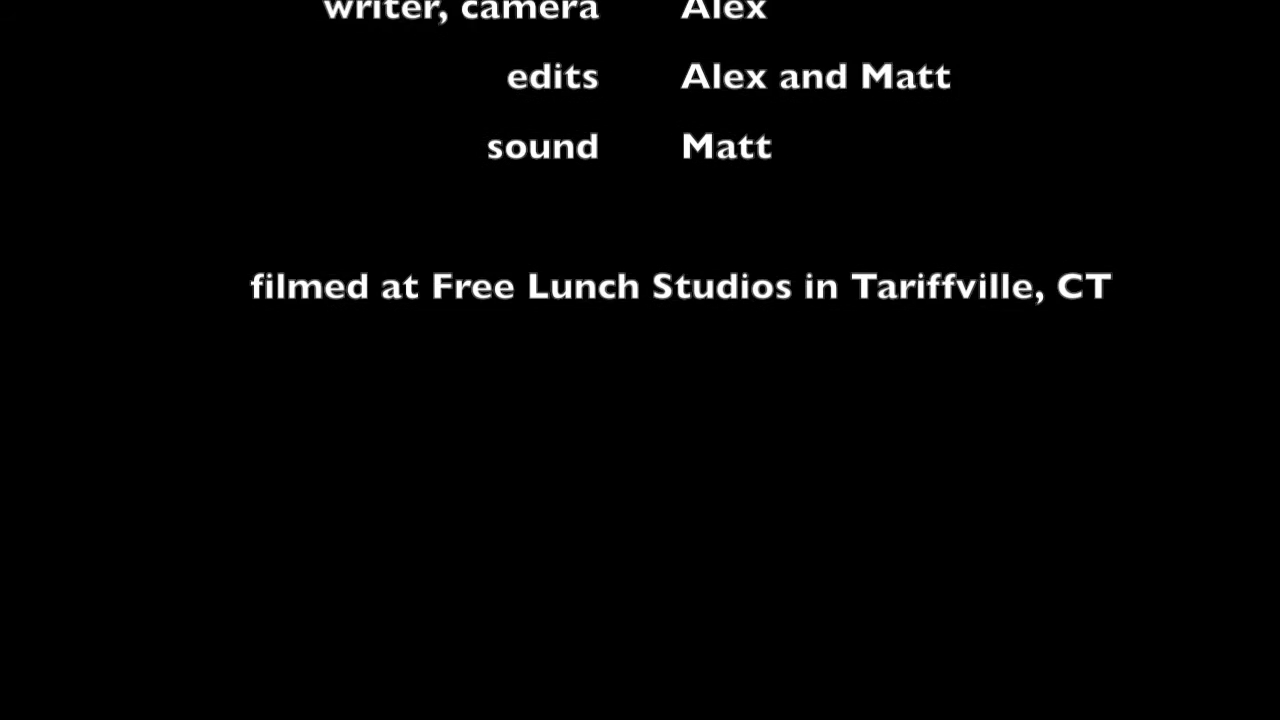 writer, camera Alex
edits Alex and Matt
sound Matt
filmed at Free Lunch Studios in Tariffville, CT